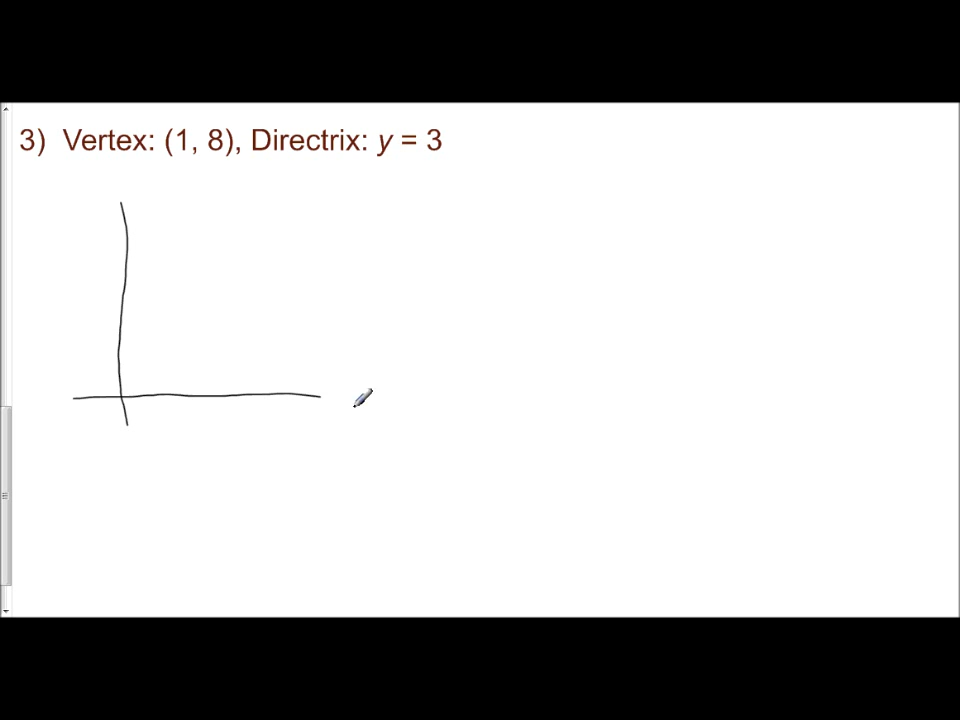 3) Vertex: (1, 8), Directrix: y = 3